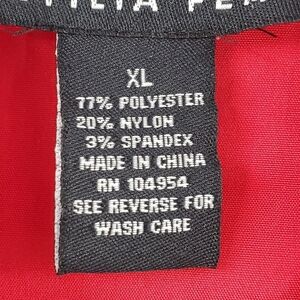 XL
77% POLYESTER
20% NYLON
3% SPANDEX
MADE IN CHINA
RN 104954
SEE REVERSE FOR
WASH CARE